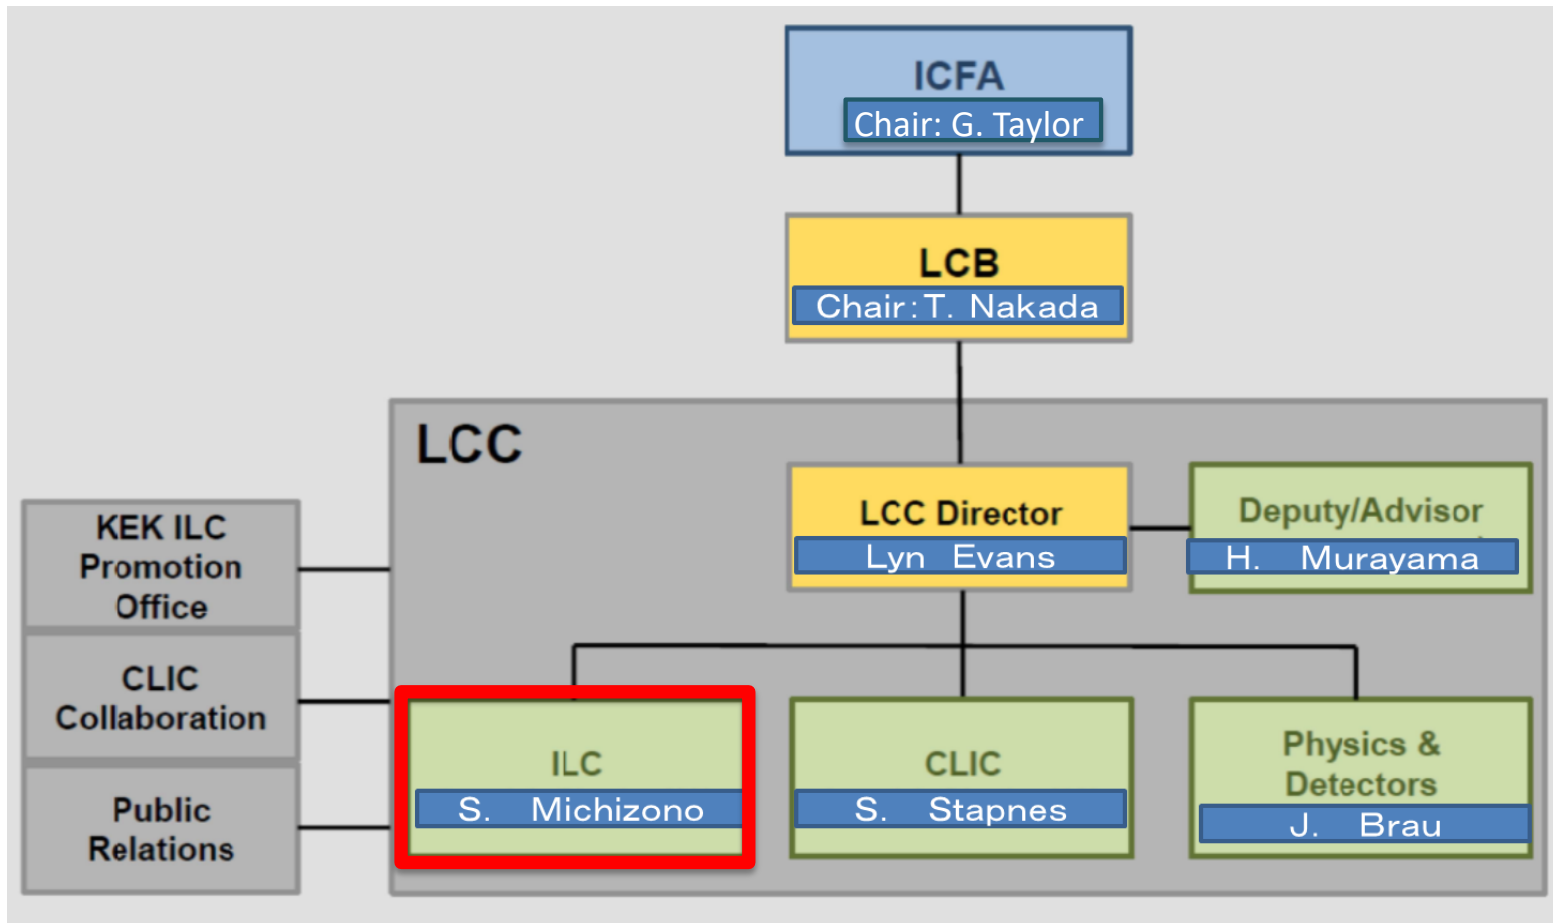 ICFA
Chair: G. Taylor
LCB
Chair:T. Nakada
LCC
LCC Director
Lyn Evans
Deputy/Advisor
H. Murayama
KEK ILC
Promotion
Office
CLIC
Collaboration
Public
Relations
ILC
S. Michizono
CLIC
S. Stapnes
Physics &
Detectors
J. Brau